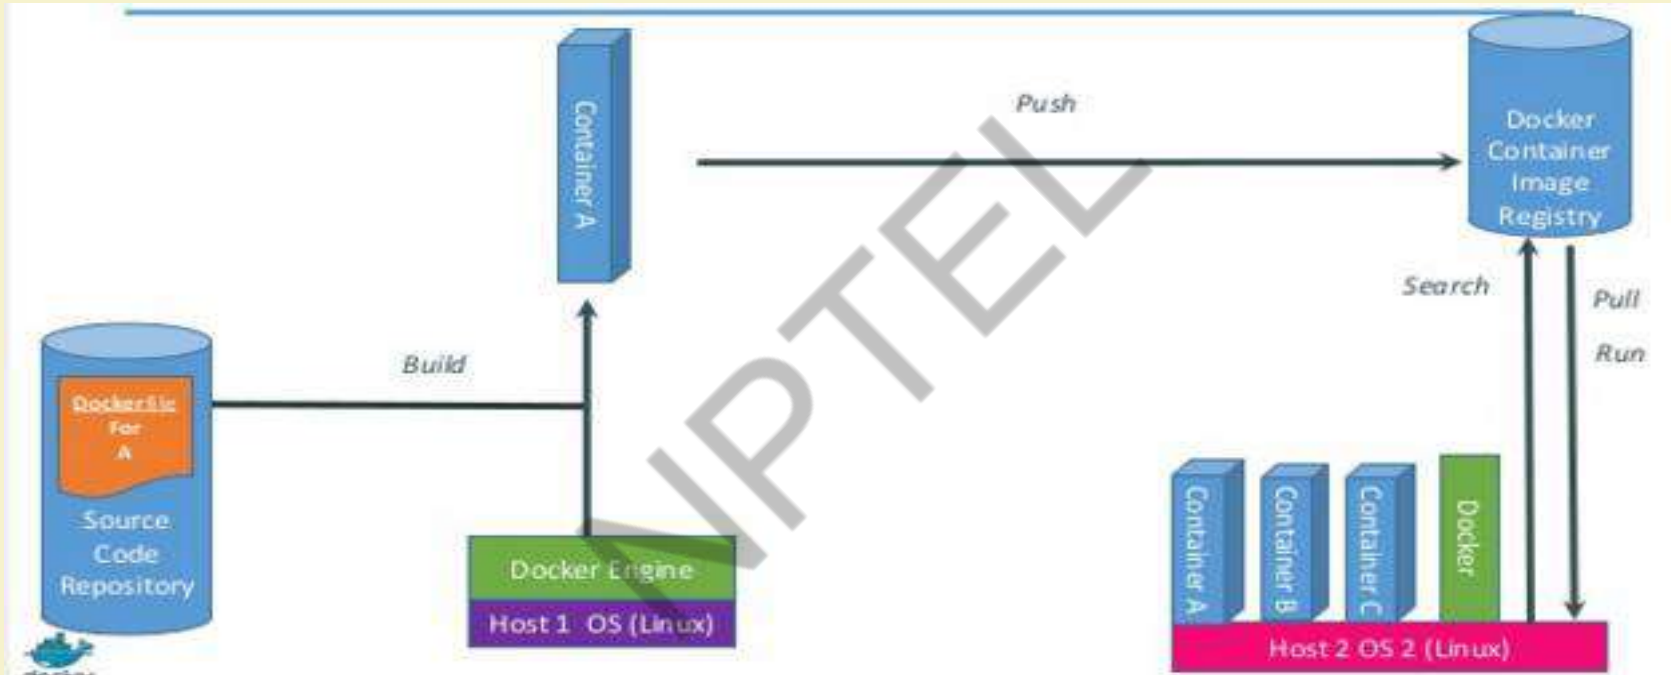 Container A
Push
Docker
Container
Image
Registry
Search
Pull
Run
Build
Dockerfile
For
A
Source
Code
Repository
Docker Engine
Host 1 OS (Linux)
Container A
Container B
Container C
Docker
Host 2 OS 2 (Linux)
NPTEL